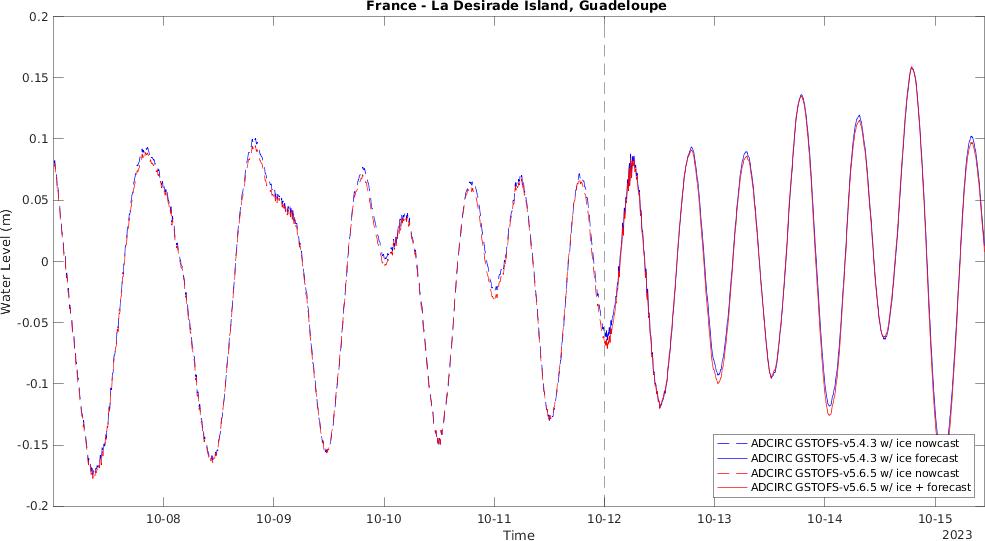 France - La Desirade Island, Guadeloupe
Water Level (m)
0.2
0.15
0.1
0.05
0
-0.05
-0.1
-0.15
-0.2
ADCIRC GSTOFS-v5.4.3 w/ ice nowcast
ADCIRC GSTOFS-v5.4.3 w/ ice forecast
ADCIRC GSTOFS-v5.6.5 w/ ice nowcast
ADCIRC GSTOFS-v5.6.5 w/ ice + forecast
10-08 10-09 10-10 10-11 10-12 10-13 10-14 10-15
Time
2023